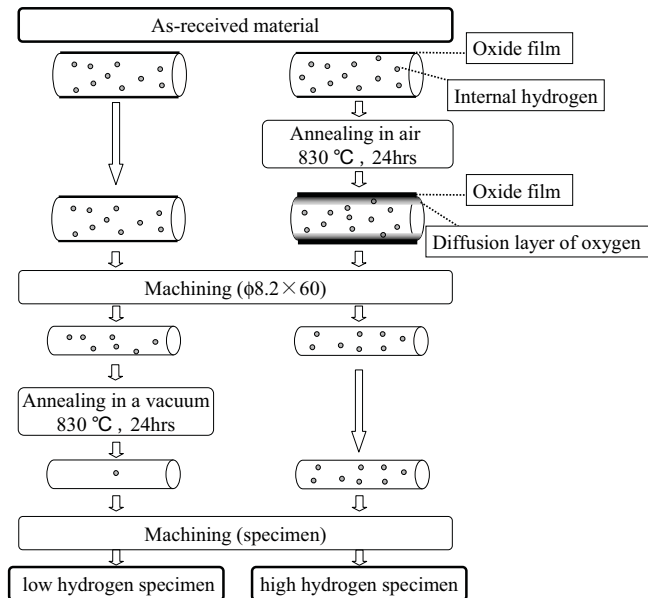 As-received material
Oxide film
Internal hydrogen
Annealing in air
830 ℃ , 24hrs
Oxide film
Diffusion layer of oxygen
Machining (ϕ8.2×60)
Annealing in a vacuum
830 ℃ , 24hrs
Machining (specimen)
low hydrogen specimen
high hydrogen specimen